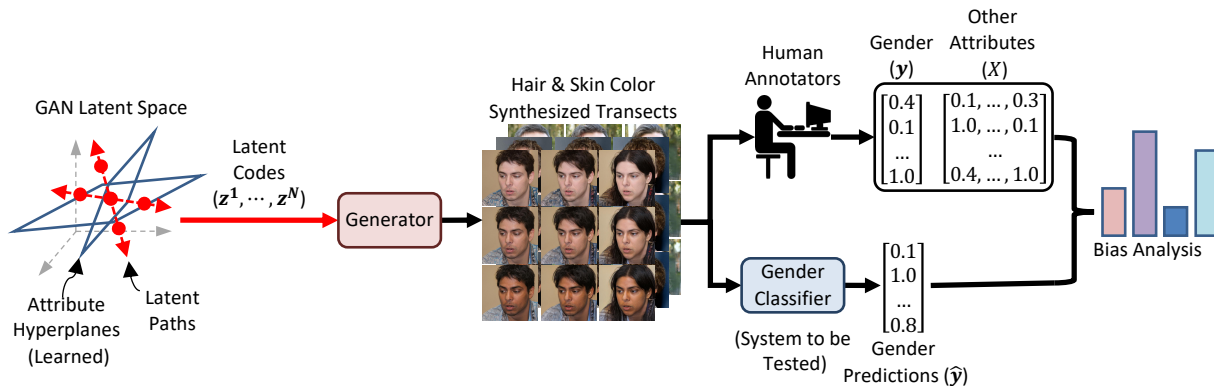 GAN Latent Space
Attribute
Hyperplanes
(Learned)
Latent
Paths
Latent
Codes
(𝒛¹, ⋯ , 𝒛ᴺ)
Generator
Hair & Skin Color
Synthesized Transects
Human
Annotators
Gender
(𝒚)
Other
Attributes
(𝑋)
[0.4
0.1
...
1.0]
[0.1, … , 0.3
1.0, … , 0.1
...
0.4, … , 1.0]
Gender
Classifier
(System to be
Tested)
[0.1
1.0
...
0.8]
Gender
Predictions (𝒚̂)
Bias Analysis